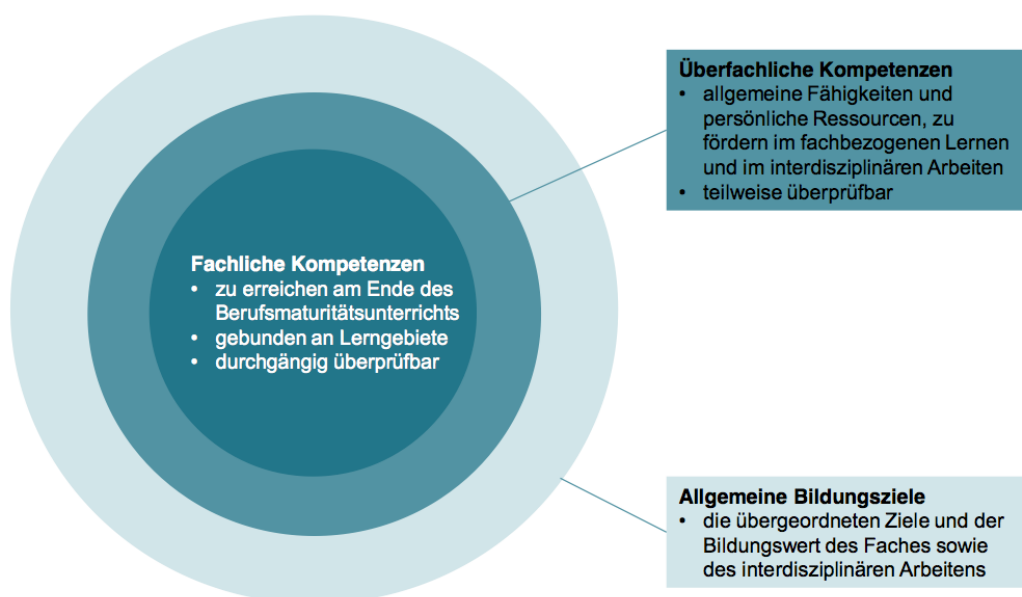 Überfachliche Kompetenzen
• allgemeine Fähigkeiten und
persönliche Ressourcen, zu
fördern im fachbezogenen Lernen
und im interdisziplinären Arbeiten
• teilweise überprüfbar
Fachliche Kompetenzen
• zu erreichen am Ende des
Berufsmaturitätsunterrichts
• gebunden an Lerngebiete
• durchgängig überprüfbar
Allgemeine Bildungsziele
• die übergeordneten Ziele und der
Bildungswert des Faches sowie
des interdisziplinären Arbeitens